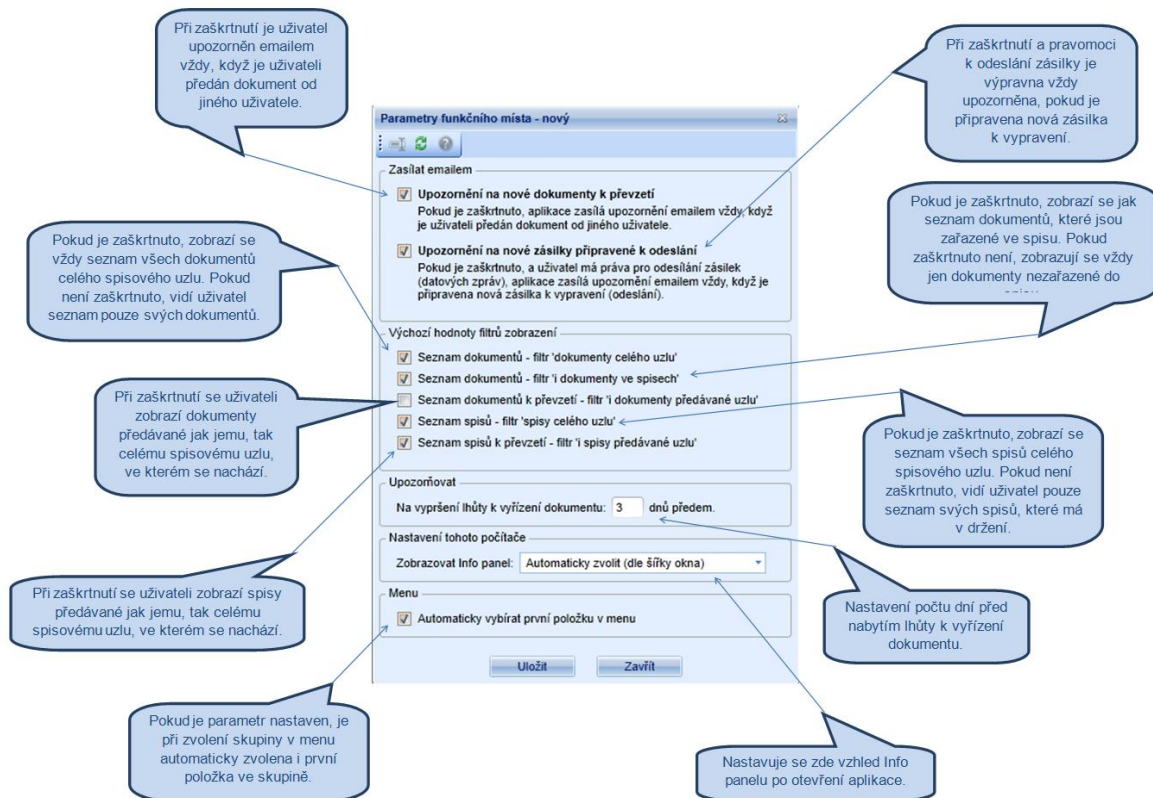 Při zaškrtnutí je uživatel
upozorněn emailem
vždy, když je uživateli
předán dokument od
jiného uživatele.
Při zaškrtnutí a pravomoci
k odeslání zásilky je
výpravna vždy
upozorněna, pokud je
připravena nová zásilka
k vypravení.
Parametry funkčního místa - nový
Zasílat emailem
Upozornění na nové dokumenty k převzetí
Pokud je zaškrtnuto, aplikace zasílá upozornění emailem vždy, když
je uživateli předán dokument od jiného uživatele.
Upozornění na nové zásilky připravené k odeslání
Pokud je zaškrtnuto, a uživatel má práva pro odesílání zásilek
(datových zpráv), aplikace zasílá upozornění emailem vždy, když je
připravena nová zásilka k vypravení (odeslání).
Pokud je zaškrtnuto, zobrazí se jak
seznam dokumentů, které jsou
zařazené ve spisu. Pokud
zaškrtnuto není, zobrazují se vždy
jen dokumenty nezařazené do
Pokud je zaškrtnuto, zobrazí se
vždy seznam všech dokumentů
celého spisového uzlu. Pokud
není zaškrtnuto, vidí uživatel
seznam pouze svých dokumentů.
Výchozí hodnoty filtrů zobrazení
Seznam dokumentů - filtr 'dokumenty celého uzlu'
Seznam dokumentů - filtr 'i dokumenty ve spisech'
Seznam dokumentů k převzetí - filtr 'i dokumenty předávané uzlu'
Seznam spisů - filtr 'spisy celého uzlu'
Seznam spisů k převzetí - filtr 'i spisy předávané uzlu'
Při zaškrtnutí se uživateli
zobrazí dokumenty
předávané jak jemu, tak
celému spisovému uzlu,
ve kterém se nachází.
Pokud je zaškrtnuto, zobrazí se
seznam všech spisů celého
spisového uzlu. Pokud není
zaškrtnuto, vidí uživatel pouze
seznam svých spisů, které má
v držení.
Upozorňovat
Na vypršení lhůty k vyřízení dokumentu: 3 dnů předem.
Nastavení tohoto počítače
Zobrazovat Info panel: Automaticky zvolit (dle šířky okna)
Menu
Automaticky vybírat první položku v menu
Uložit
Zavřít
Při zaškrtnutí se uživateli zobrazí spisy
předávané jak jemu, tak celému
spisovému uzlu, ve kterém se nachází.
Nastavení počtu dní před
nabytím lhůty k vyřízení
dokumentu.
Pokud je parametr nastaven, je
při zvolení skupiny v menu
automaticky zvolena i první
položka ve skupině.
Nastavuje se zde vzhled Info
panelu po otevření aplikace.